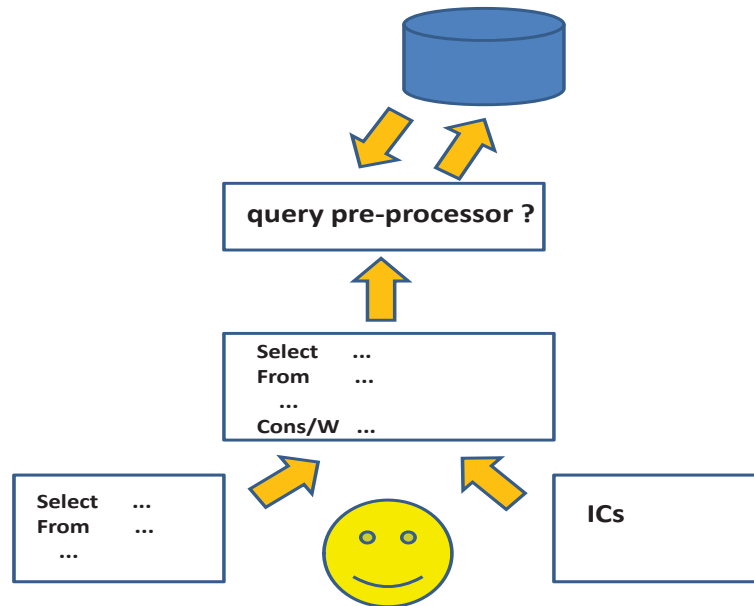 query pre-processor ?
Select ...
From ...
...
Cons/W ...
Select ...
From ...
...
ICs